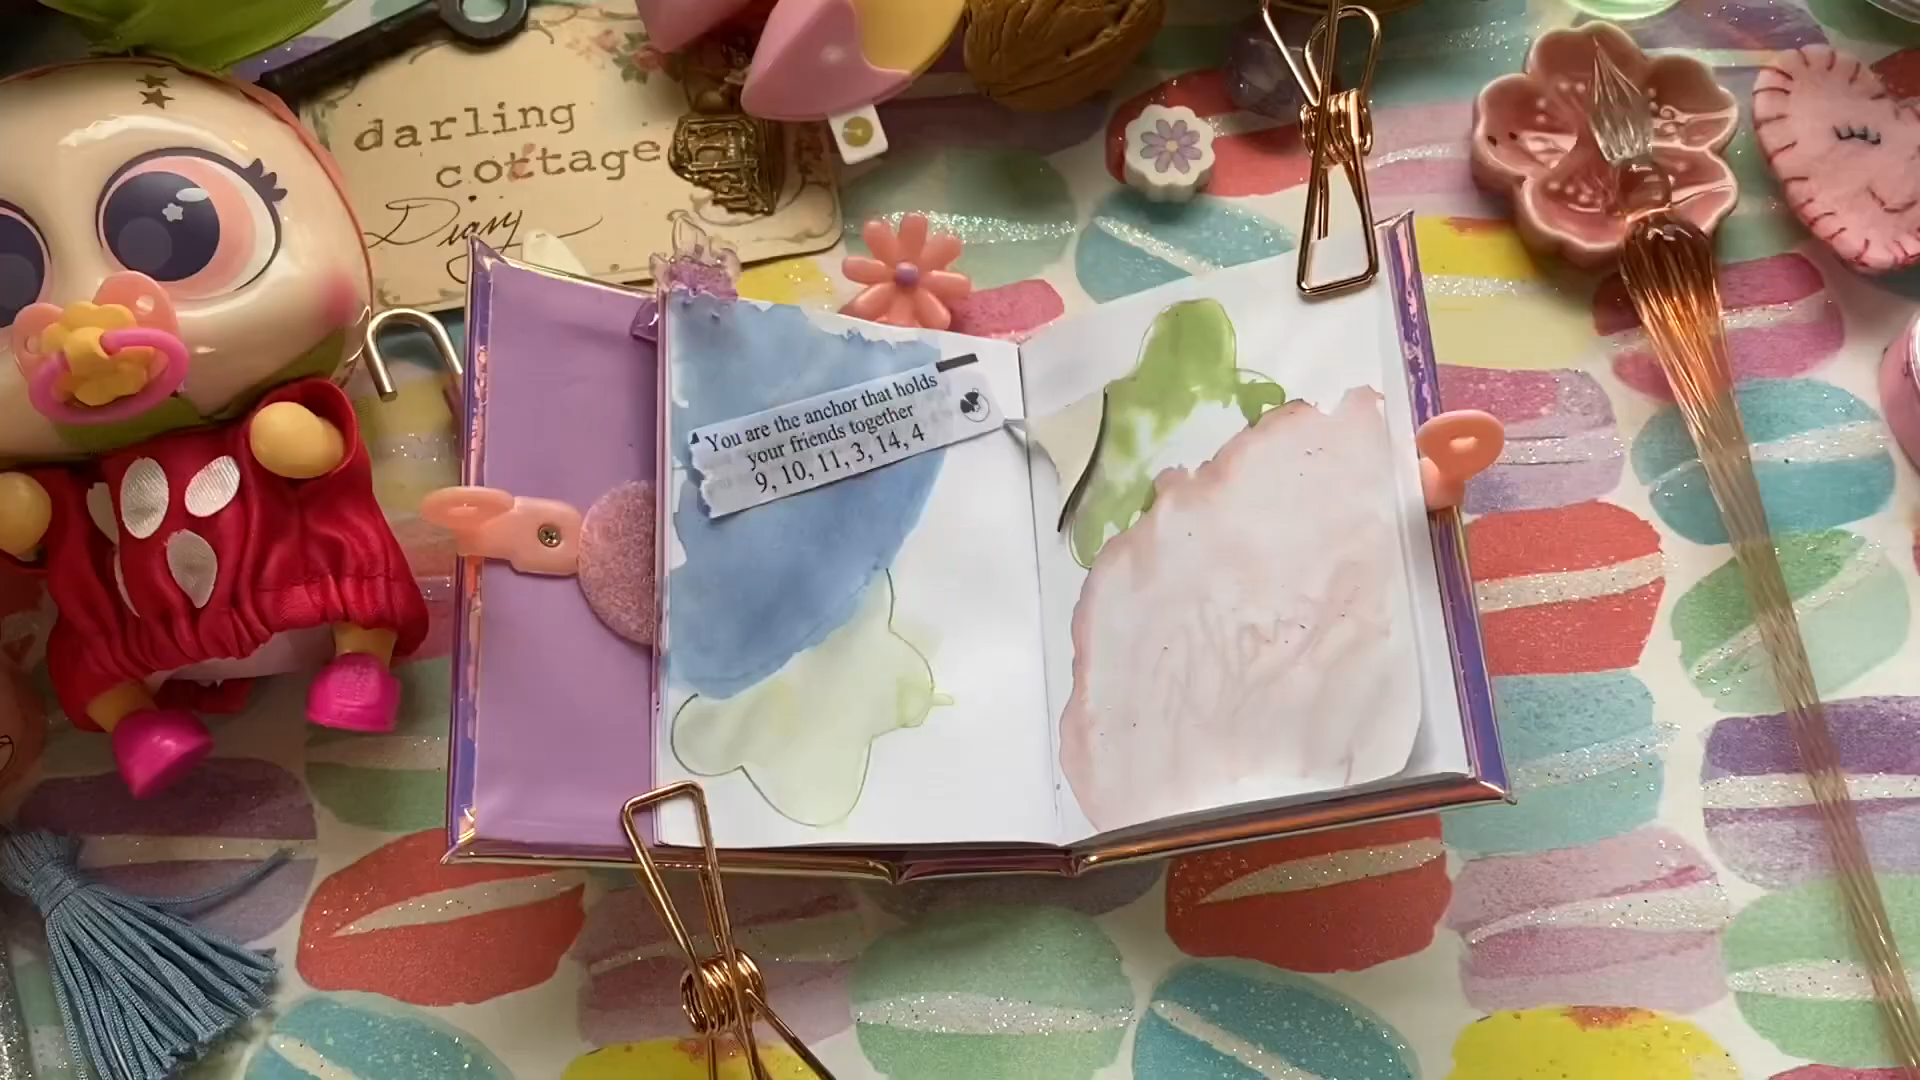 darling
cottage
Diary
You are the anchor that holds
your friends together
9, 10, 11, 3, 14, 4